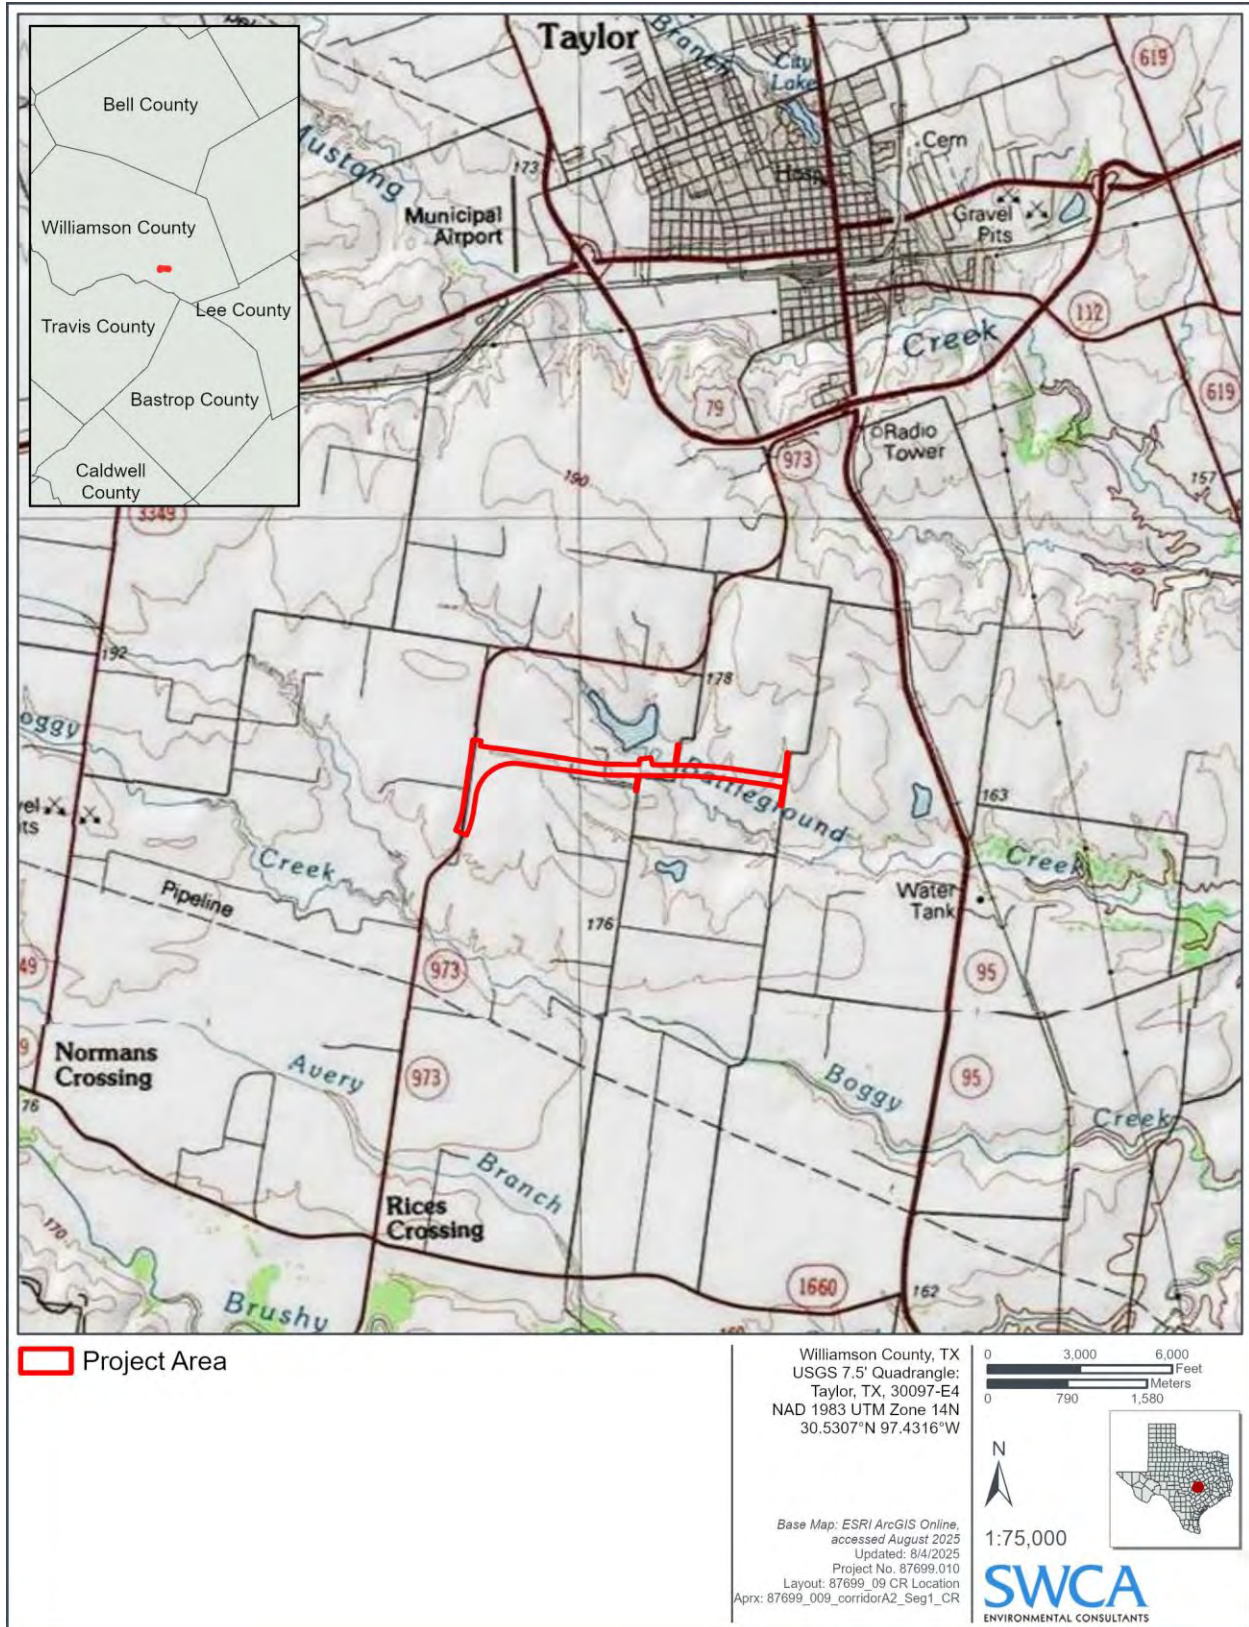 Taylor
Branch
City
Lake
619
Bell County
Mustang
173
Cem
Hosp
Municipal
Airport
Gravel
Pits
Williamson County
Lee County
Travis County
112
Creek
Bastrop County
79
619
Radio
Tower
973
Caldwell
County
190
157
3349
192
178
Boggy
Battleground
163
Creek
Creek
Pipeline
Water
Tank
176
973
95
49
Normans
Crossing
Avery
973
Boggy
95
9
76
Creek
Branch
Rices
Crossing
170
1660
162
Brushy
Project Area
Williamson County, TX
USGS 7.5' Quadrangle:
Taylor, TX, 30097-E4
NAD 1983 UTM Zone 14N
30.5307°N 97.4316°W
0 3,000 6,000
Feet
Meters
0 790 1,580
N
1:75,000
Base Map: ESRI ArcGIS Online,
accessed August 2025
Updated: 8/4/2025
Project No. 87699.010
Layout: 87699_09 CR Location
Aprx: 87699_009_corridorA2_Seg1_CR
SWCA
ENVIRONMENTAL CONSULTANTS